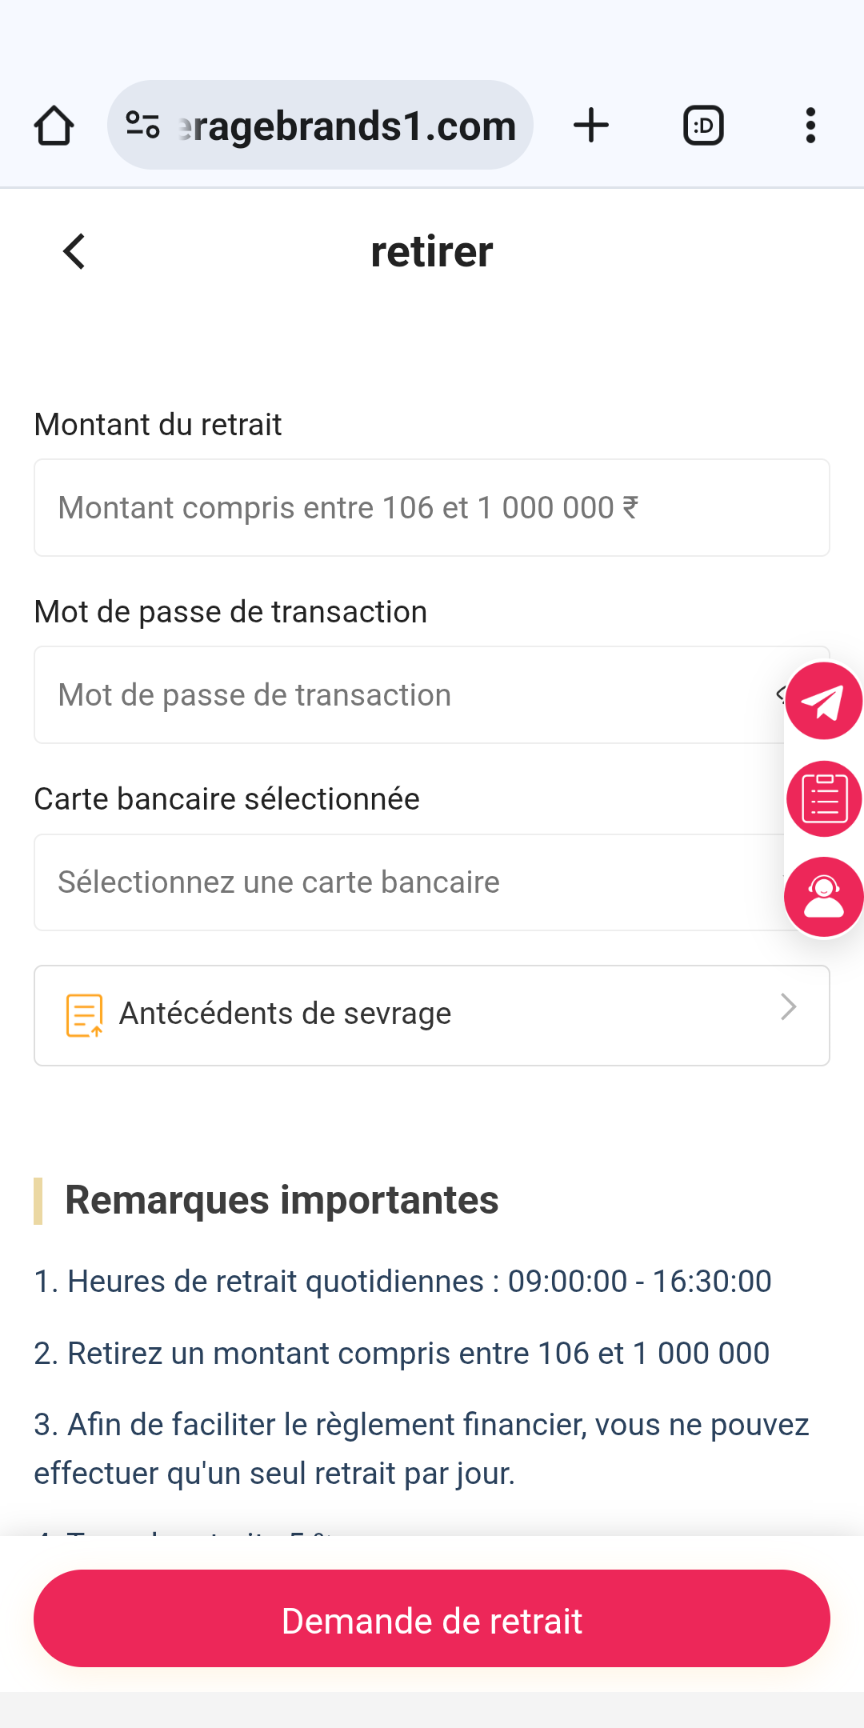 eragebrands1.com
:D
retirer
Montant du retrait
Montant compris entre 106 et 1 000 000 ₹
Mot de passe de transaction
Mot de passe de transaction
Carte bancaire sélectionnée
Sélectionnez une carte bancaire
Antécédents de sevrage
Remarques importantes
1. Heures de retrait quotidiennes : 09:00:00 - 16:30:00
2. Retirez un montant compris entre 106 et 1 000 000
3. Afin de faciliter le règlement financier, vous ne pouvez
effectuer qu'un seul retrait par jour.
Demande de retrait